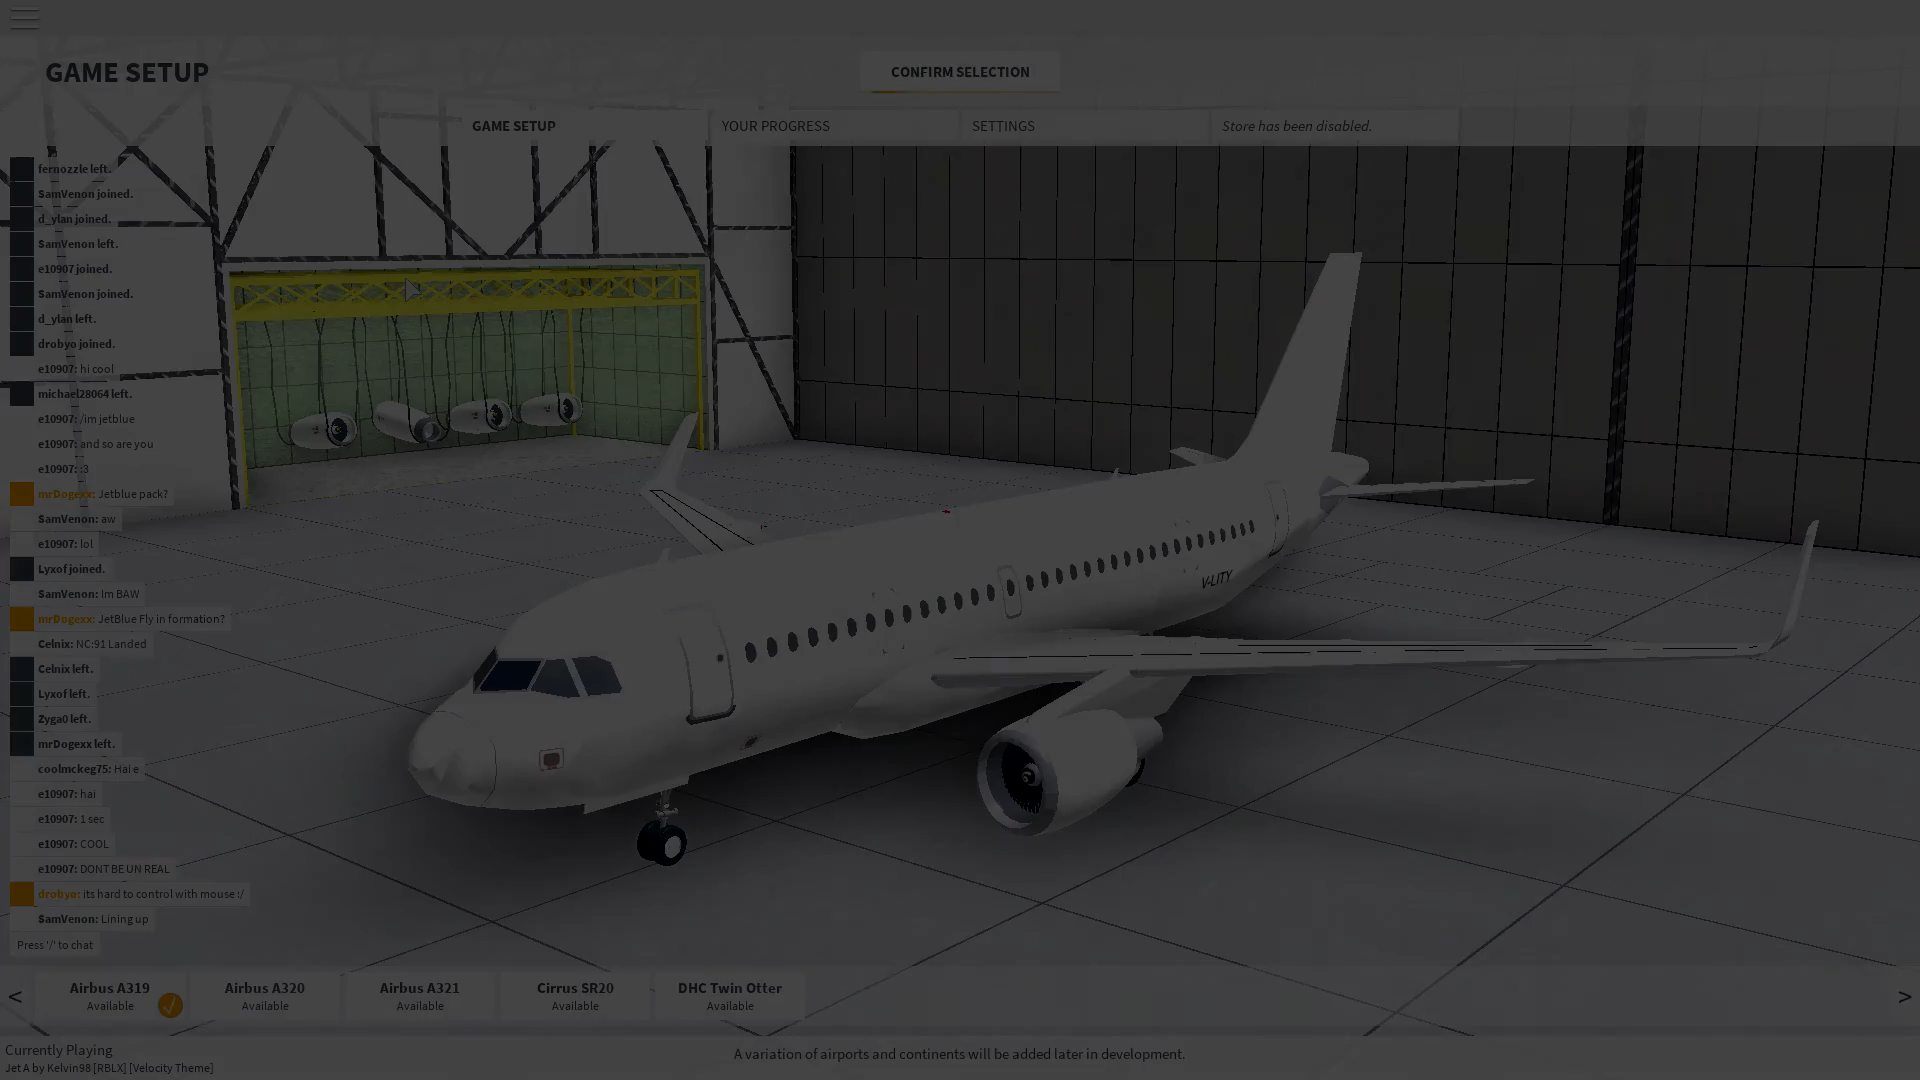 GAME SETUP
CONFIRM SELECTION
GAME SETUP
YOUR PROGRESS
SETTINGS
Store has been disabled.
fernozzle left.
SamVenon joined.
d_ylan joined.
SamVenon left.
e10907 joined.
SamVenon joined.
d_ylan left.
drobyo joined.
e10907: hi cool
michael28064 left.
e10907: /im jetblue
e10907: and so are you
e10907: :3
mrDogexx: Jetblue pack?
SamVenon: aw
e10907: lol
Lyxof joined.
SamVenon: Im BAW
mrDogexx: JetBlue Fly in formation?
Celnix: NC:91 Landed
Celnix left.
Lyxof left.
Zyga0 left.
mrDogexx left.
coolmckeg75: Hai e
e10907: hai
e10907: 1 sec
e10907: COOL
e10907: DONT BE UN REAL
drobyo: its hard to control with mouse :/
SamVenon: Lining up
Press '/' to chat
V-LITY
<
Airbus A319
Available
Airbus A320
Available
Airbus A321
Available
Cirrus SR20
Available
DHC Twin Otter
Available
>
Currently Playing
Jet A by Kelvin98 [RBLX] [Velocity Theme]
A variation of airports and continents will be added later in development.